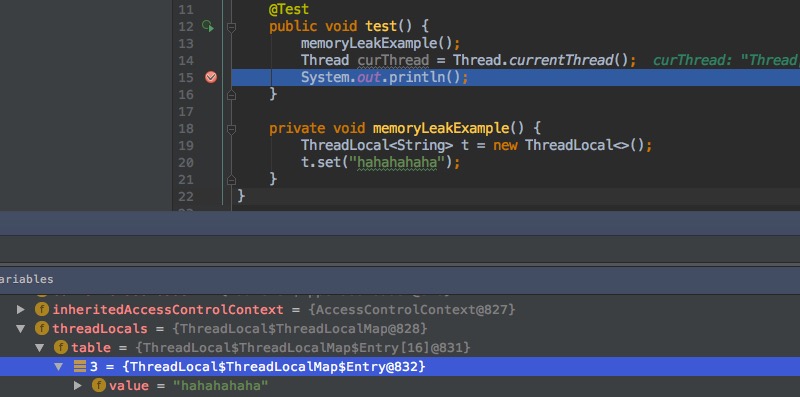 11 @Test
12 public void test() {
13 memoryLeakExample();
14 Thread curThread = Thread.currentThread(); curThread: "Thread
15 System.out.println();
16 }
17
18 private void memoryLeakExample() {
19 ThreadLocal<String> t = new ThreadLocal<>();
20 t.set("hahahahaha");
21 }
22 }
ariables
f inheritedAccessControlContext = {AccessControlContext@827}
f threadLocals = {ThreadLocal$ThreadLocalMap@828}
f table = {ThreadLocal$ThreadLocalMap$Entry[16]@831}
3 = {ThreadLocal$ThreadLocalMap$Entry@832}
f value = "hahahahaha"